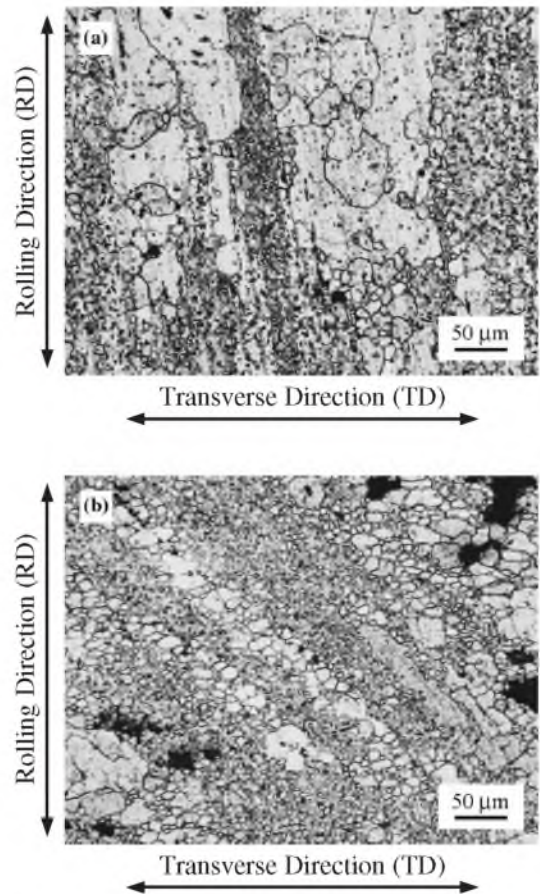 (a)
Rolling Direction (RD)
50 μm
Transverse Direction (TD)
(b)
Rolling Direction (RD)
50 μm
Transverse Direction (TD)